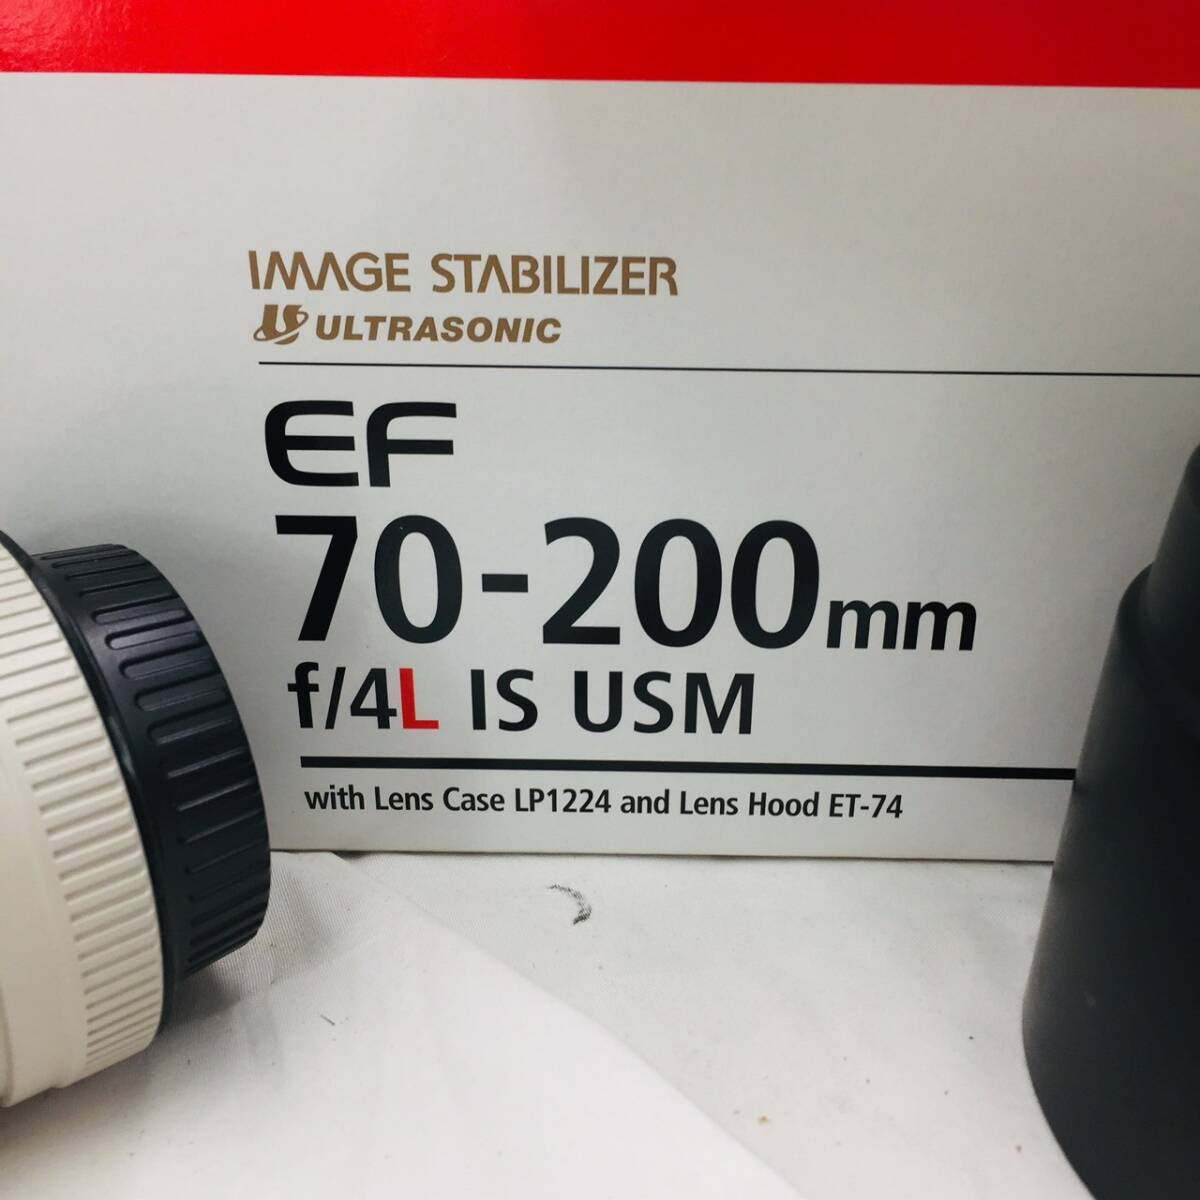 IMAGE STABILIZER
ULTRASONIC
EF
70-200mm
f/4L IS USM
with Lens Case LP1224 and Lens Hood ET-74